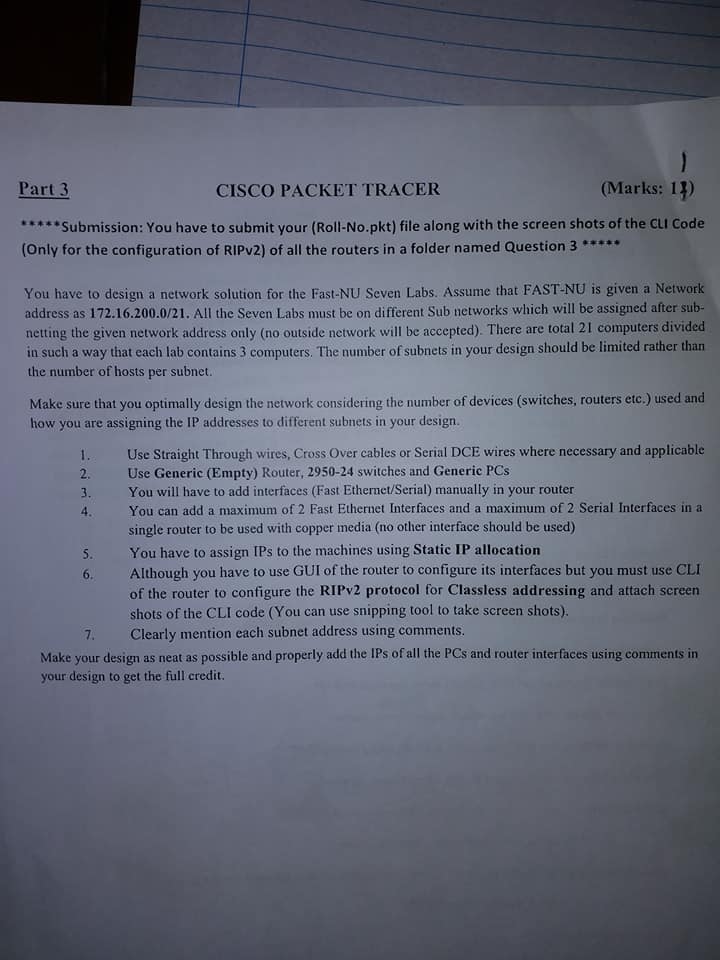 Part 3 CISCO PACKET TRACER (Marks: 11)
*****Submission: You have to submit your (Roll-No.pkt) file along with the screen shots of the CLI Code
(Only for the configuration of RIPv2) of all the routers in a folder named Question 3 *****
You have to design a network solution for the Fast-NU Seven Labs. Assume that FAST-NU is given a Network
address as 172.16.200.0/21. All the Seven Labs must be on different Sub networks which will be assigned after sub-
netting the given network address only (no outside network will be accepted). There are total 21 computers divided
in such a way that each lab contains 3 computers. The number of subnets in your design should be limited rather than
the number of hosts per subnet.
Make sure that you optimally design the network considering the number of devices (switches, routers etc.) used and
how you are assigning the IP addresses to different subnets in your design.
1. Use Straight Through wires, Cross Over cables or Serial DCE wires where necessary and applicable
2. Use Generic (Empty) Router, 2950-24 switches and Generic PCs
3. You will have to add interfaces (Fast Ethernet/Serial) manually in your router
4. You can add a maximum of 2 Fast Ethernet Interfaces and a maximum of 2 Serial Interfaces in a
single router to be used with copper media (no other interface should be used)
5. You have to assign IPs to the machines using Static IP allocation
6. Although you have to use GUI of the router to configure its interfaces but you must use CLI
of the router to configure the RIPv2 protocol for Classless addressing and attach screen
shots of the CLI code (You can use snipping tool to take screen shots).
7. Clearly mention each subnet address using comments.
Make your design as neat as possible and properly add the IPs of all the PCs and router interfaces using comments in
your design to get the full credit.